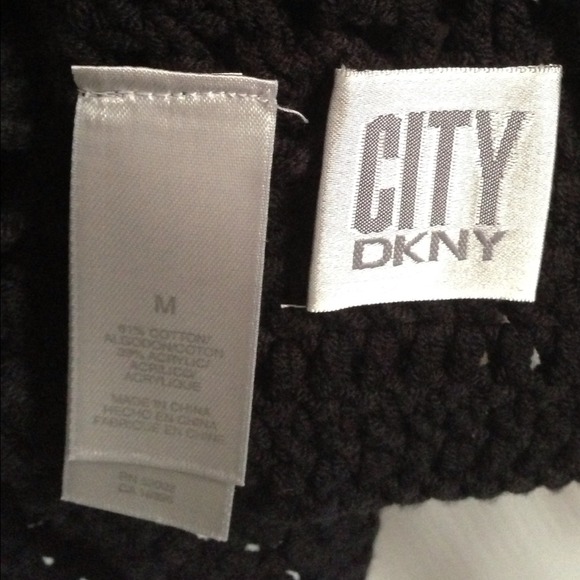 M
61% COTTON/
ALGODON/COTON
39% ACRYLIC/
ACRILICO/
ACRYLIQUE
MADE IN CHINA
HECHO EN CHINA
FABRIQUE EN CHINE
CITY
DKNY